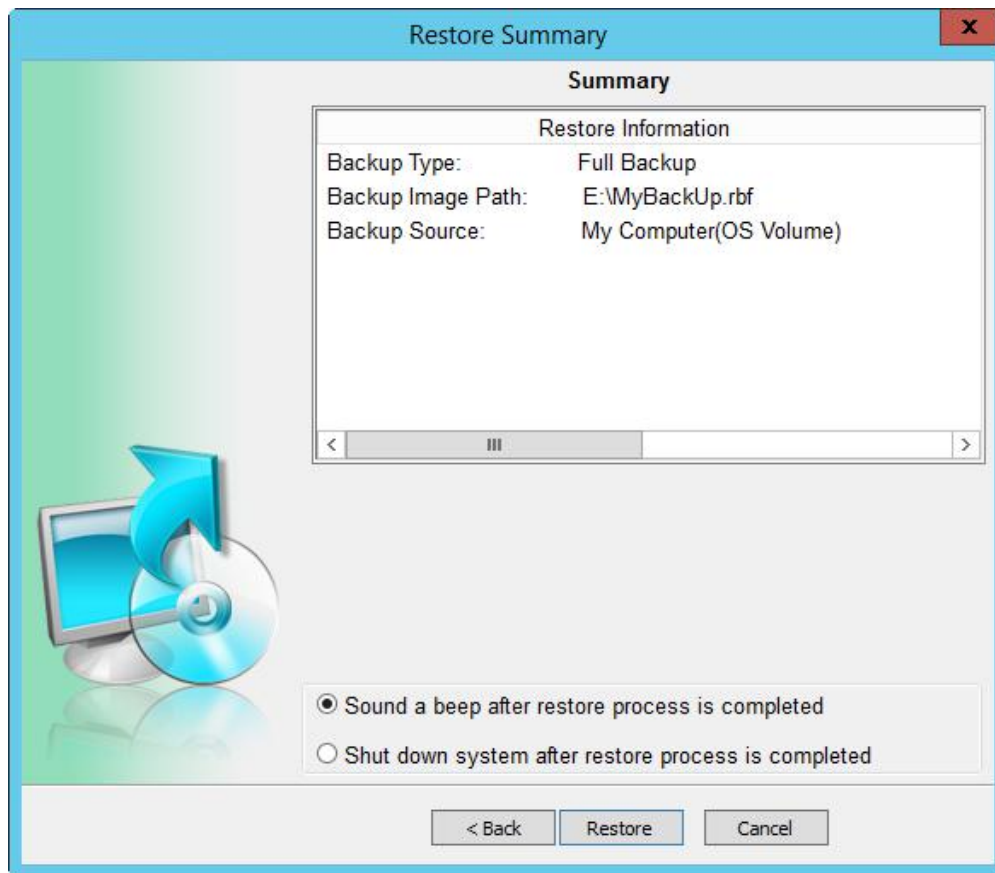 Restore Summary
x
Summary
Restore Information
Backup Type: Full Backup
Backup Image Path: E:\MyBackUp.rbf
Backup Source: My Computer(OS Volume)
Sound a beep after restore process is completed
Shut down system after restore process is completed
< Back Restore Cancel